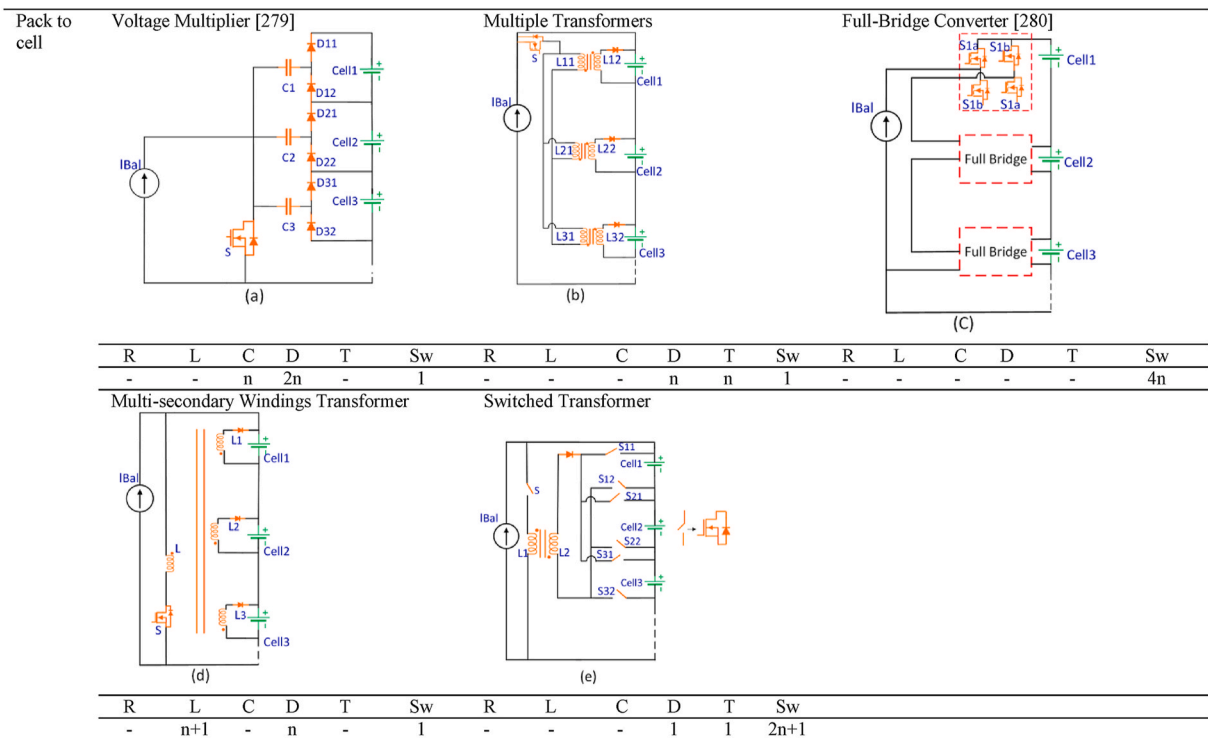 Pack to cell
Voltage Multiplier [279]
Multiple Transformers
Full-Bridge Converter [280]
D11
Cell1
C1
D12
D21
Cell2
C2
D22
IBal
D31
Cell3
C3
D32
S
(a)
S
L11
L12
Cell1
IBal
L21
L22
Cell2
L31
L32
Cell3
(b)
S1a
S1b
Cell1
S1b
S1a
IBal
Full Bridge
Cell2
Full Bridge
Cell3
(C)
R L C D T Sw R L C D T Sw R L C D T Sw
- - n 2n - 1 - - - n n 1 - - - - - 4n
Multi-secondary Windings Transformer
Switched Transformer
L1
Cell1
IBal
L2
L
Cell2
L3
S
Cell3
(d)
S11
Cell1
S12
S
S21
IBal
Cell2
L1
L2
S22
S31
Cell3
S32
(e)
R L C D T Sw R L C D T Sw
- n+1 - n - 1 - - - 1 1 2n+1